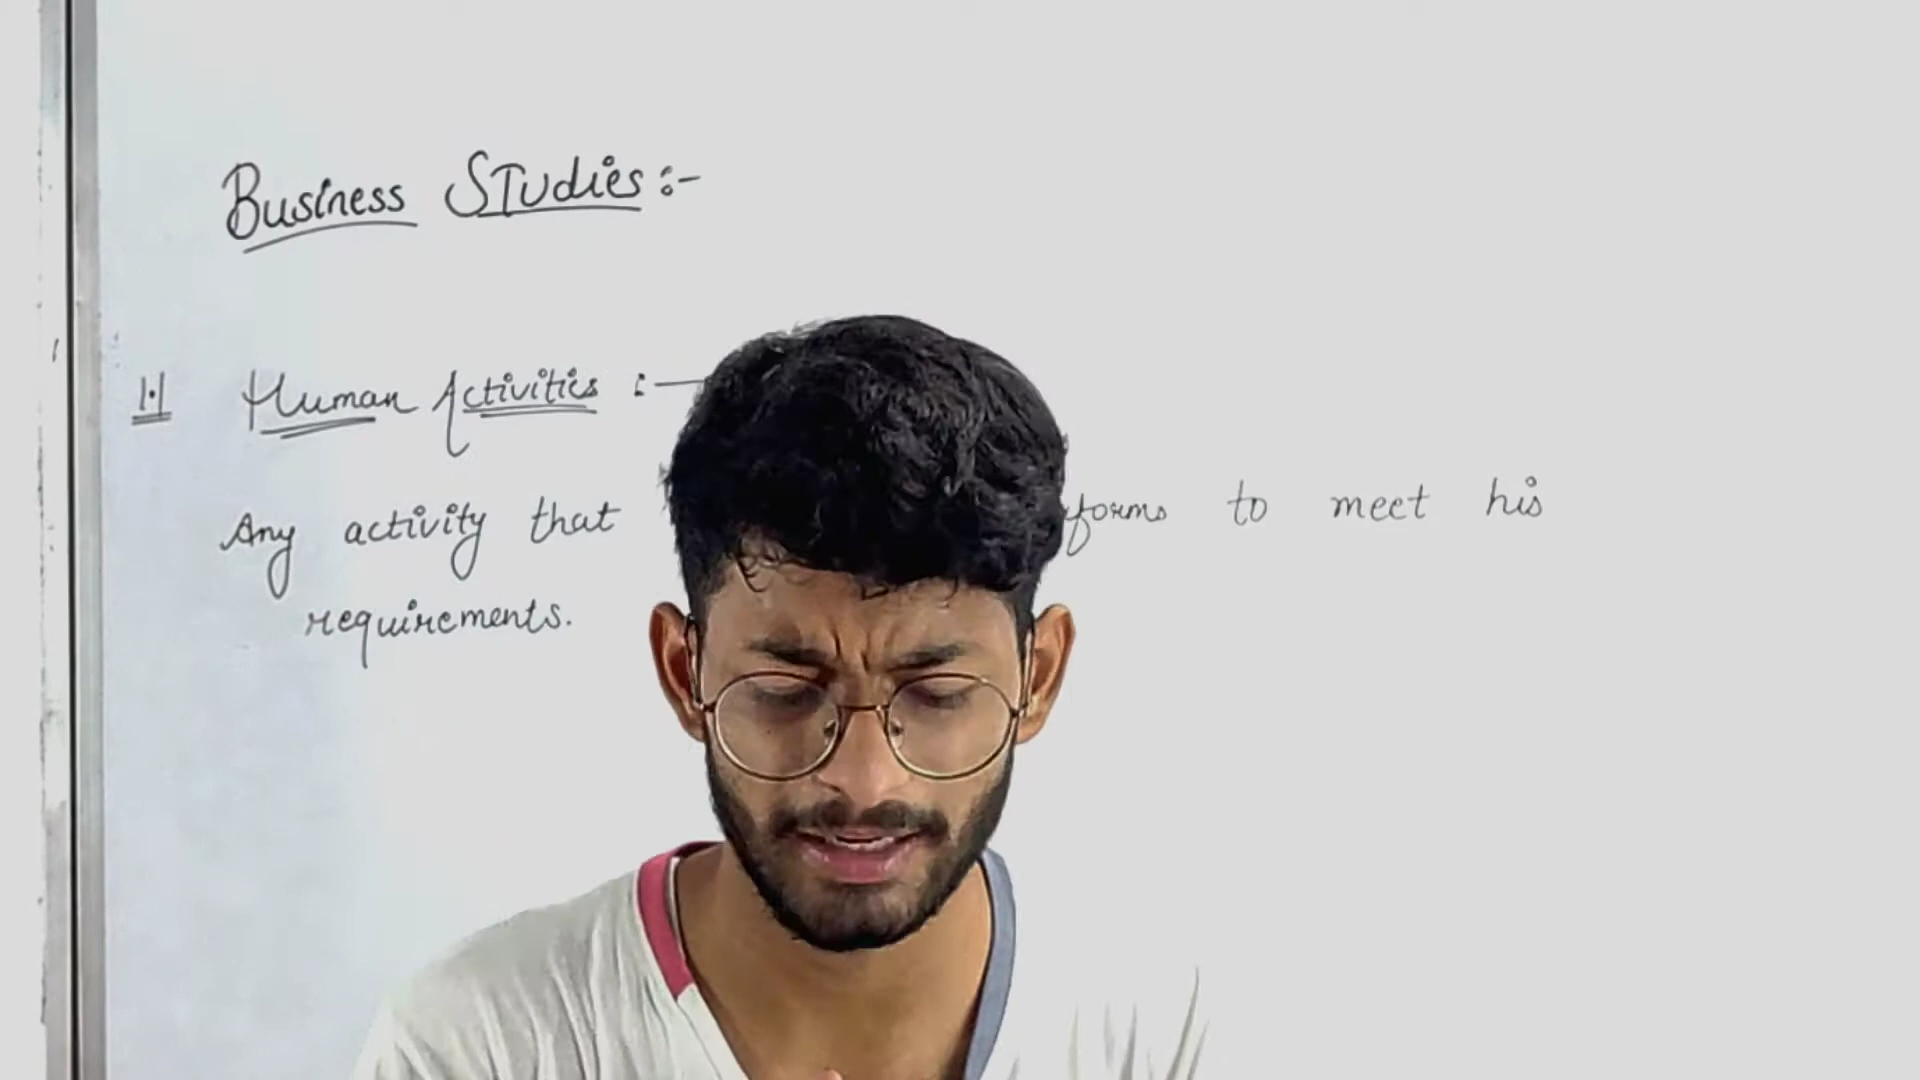 Business Studies :-
1.1 Human Activities :-
Any activity that forms to meet his
requirements.